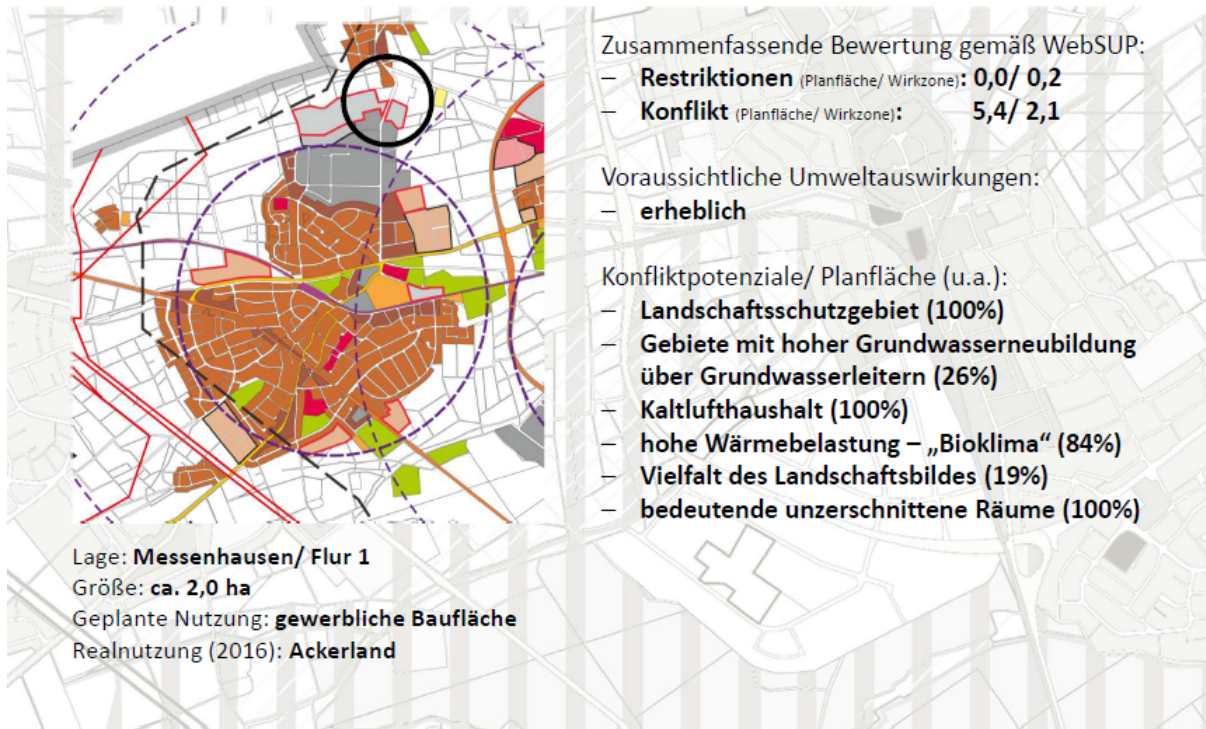 Zusammenfassende Bewertung gemäß WebSUP:
– Restriktionen (Planfläche/ Wirkzone): 0,0/ 0,2
– Konflikt (Planfläche/ Wirkzone): 5,4/ 2,1
Voraussichtliche Umweltauswirkungen:
– erheblich
Konfliktpotenziale/ Planfläche (u.a.):
– Landschaftsschutzgebiet (100%)
– Gebiete mit hoher Grundwasserneubildung
über Grundwasserleitern (26%)
– Kaltlufthaushalt (100%)
– hohe Wärmebelastung – „Bioklima“ (84%)
– Vielfalt des Landschaftsbildes (19%)
– bedeutende unzerschnittene Räume (100%)
Lage: Messenhausen/ Flur 1
Größe: ca. 2,0 ha
Geplante Nutzung: gewerbliche Baufläche
Realnutzung (2016): Ackerland